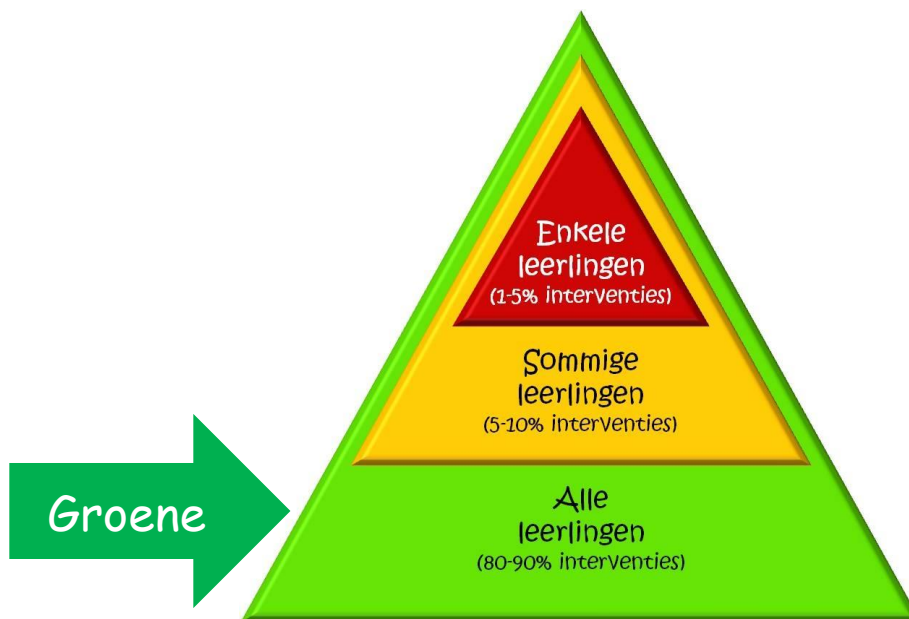 Enkele
leerlingen
(1-5% interventies)
Sommige
leerlingen
(5-10% interventies)
Groene
Alle
leerlingen
(80-90% interventies)